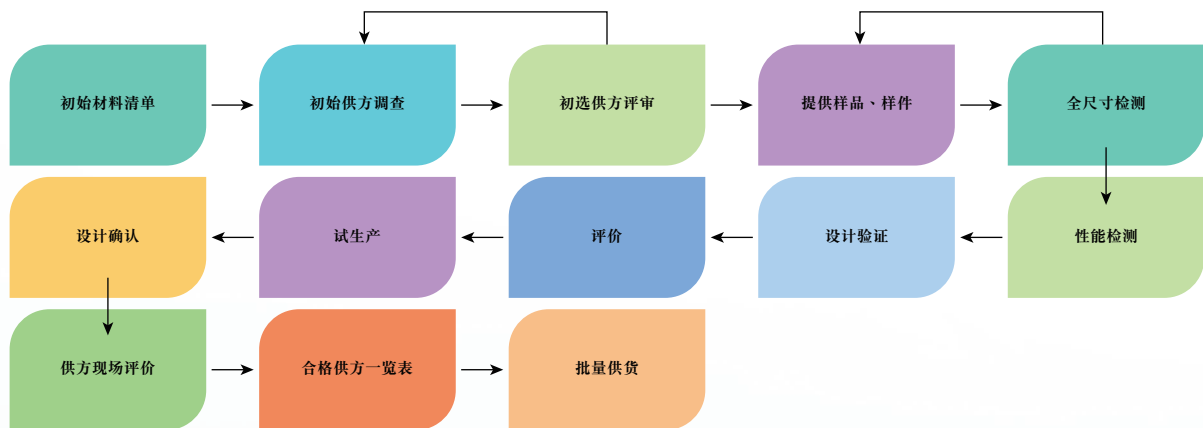 初始材料清单
初始供方调查
初选供方评审
提供样品、样件
全尺寸检测
性能检测
设计验证
评价
试生产
设计确认
供方现场评价
合格供方一览表
批量供货